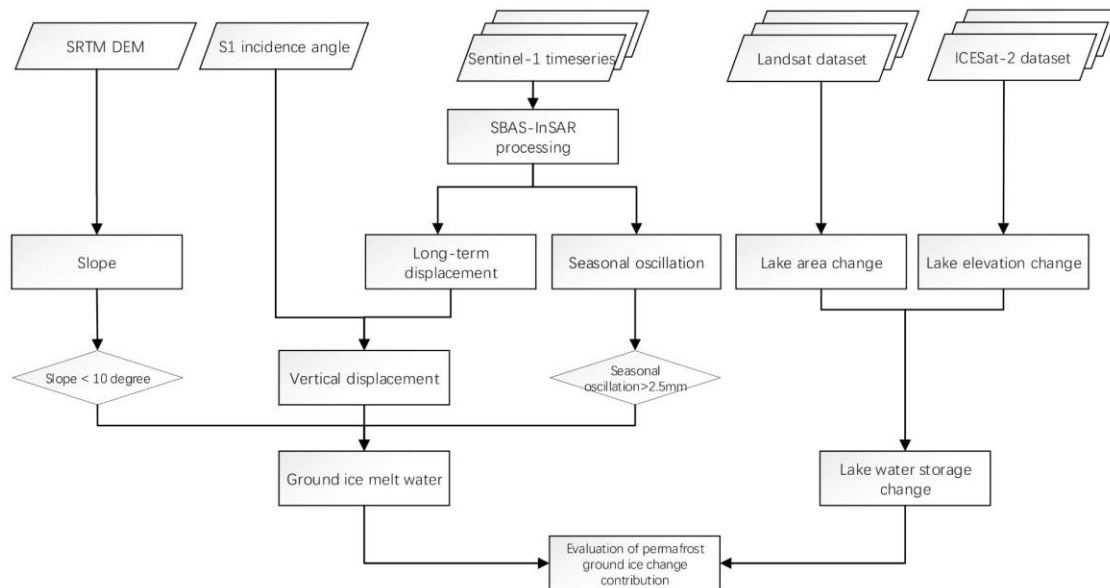 SRTM DEM
S1 incidence angle
Sentinel-1 timeseries
Landsat dataset
ICESat-2 dataset
SBAS-InSAR
processing
Slope
Long-term
displacement
Seasonal oscillation
Lake area change
Lake elevation change
Slope < 10 degree
Vertical displacement
Seasonal
oscillation>2.5mm
Ground ice melt water
Lake water storage
change
Evaluation of permafrost
ground ice change
contribution